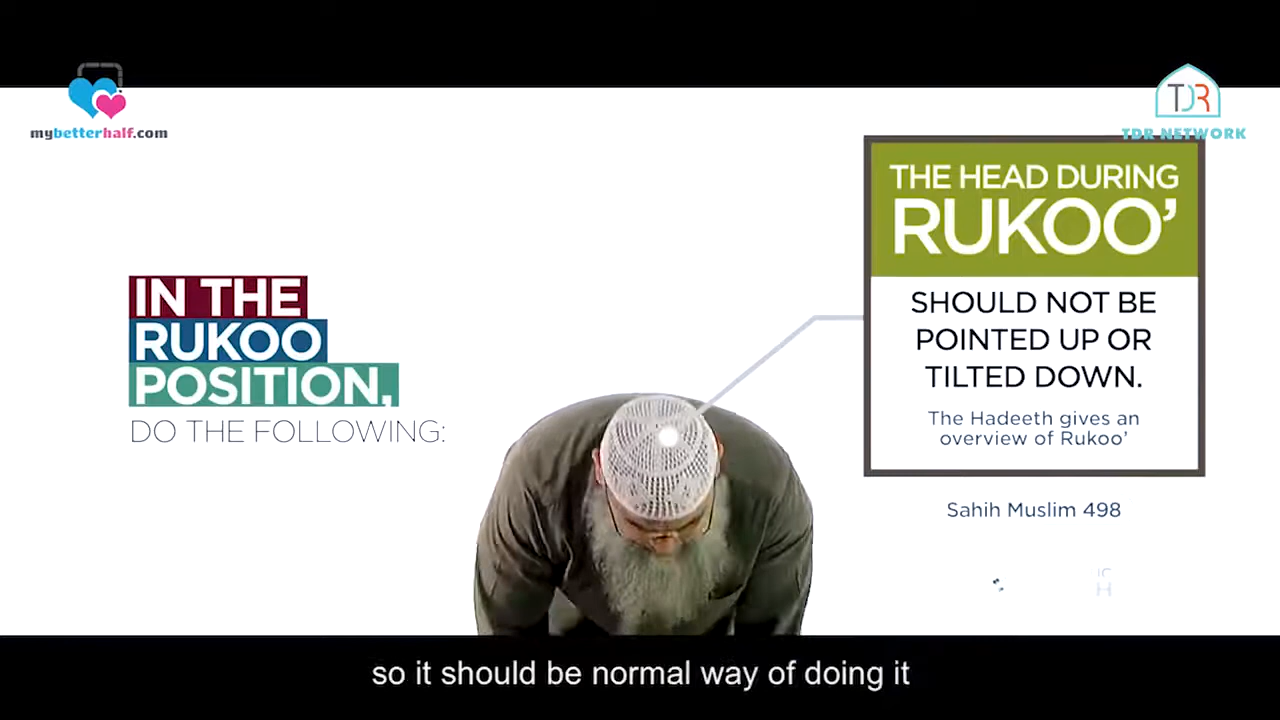 mybetterhalf.com
TDR
TDR NETWORK
THE HEAD DURING
RUKOO’
IN THE
RUKOO
POSITION,
DO THE FOLLOWING:
SHOULD NOT BE
POINTED UP OR
TILTED DOWN.
The Hadeeth gives an
overview of Rukoo’
Sahih Muslim 498
so it should be normal way of doing it